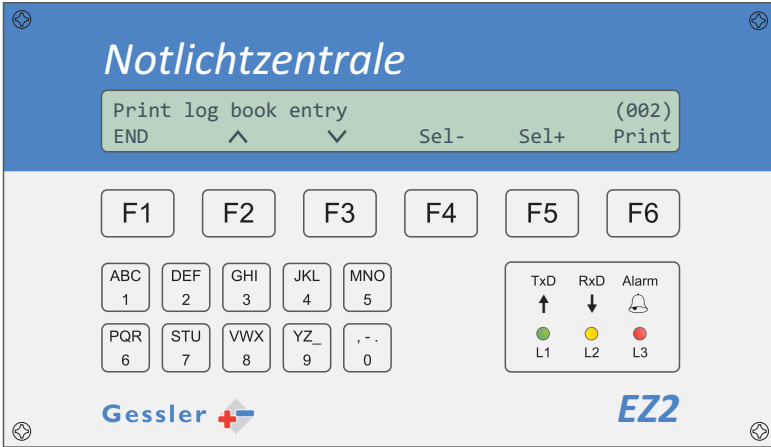 Notlichtzentrale
Print log book entry (002)
END Sel- Sel+ Print
F1 F2 F3 F4 F5 F6
ABC DEF GHI JKL MNO
1 2 3 4 5
TxD RxD Alarm
PQR STU VWX YZ_ ,-.
6 7 8 9 0
L1 L2 L3
Gessler
EZ2